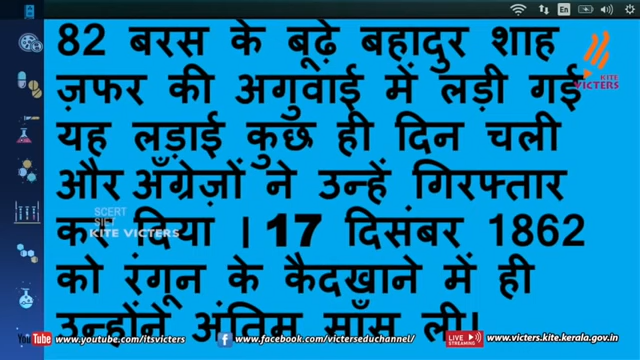 En
82 बरस के बूढ़े बहादुर शाह
ज़फर की अगुवाई में लड़ी गई
KITE
VICTERS
यह लड़ाई कुछ ही दिन चली
और अँग्रेज़ों ने उन्हें गिरफ्तार
SCERT
SIET
KITE VICTERS
कर दिया । 17 दिसंबर 1862
को रंगून के कैदखाने में ही
उन्होंने अंतिम साँस ली।
YouTube www.youtube.com/itsvicters f www.facebook.com/victerseduchannel/ LIVE STREAMING www.victers.kite.kerala.gov.in